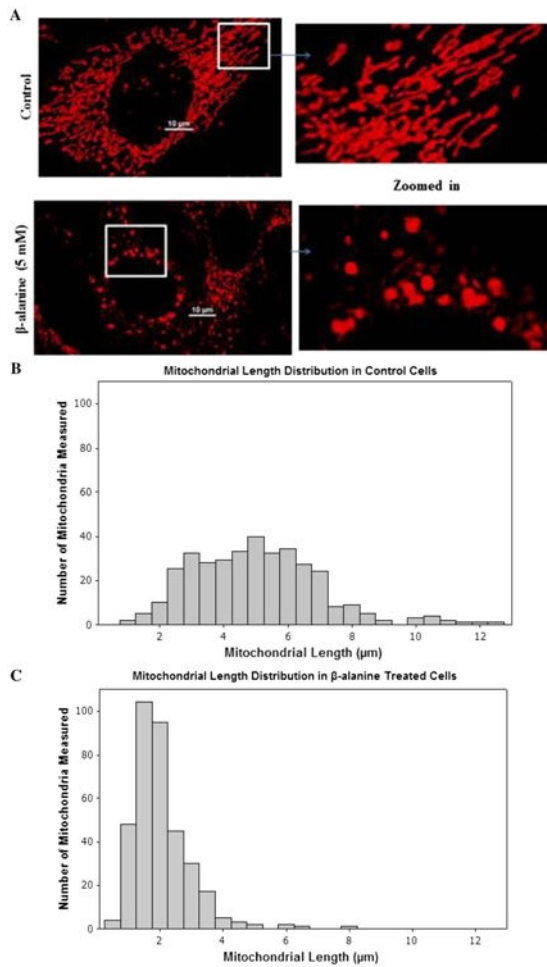 A
Control
10 µm
Zoomed in
β-alanine (5 mM)
10 µm
B
Mitochondrial Length Distribution in Control Cells
Number of Mitochondria Measured
100
80
60
40
20
0
2
4
6
8
10
12
Mitochondrial Length (µm)
C
Mitochondrial Length Distribution in β-alanine Treated Cells
Number of Mitochondria Measured
100
80
60
40
20
0
2
4
6
8
10
12
Mitochondrial Length (µm)